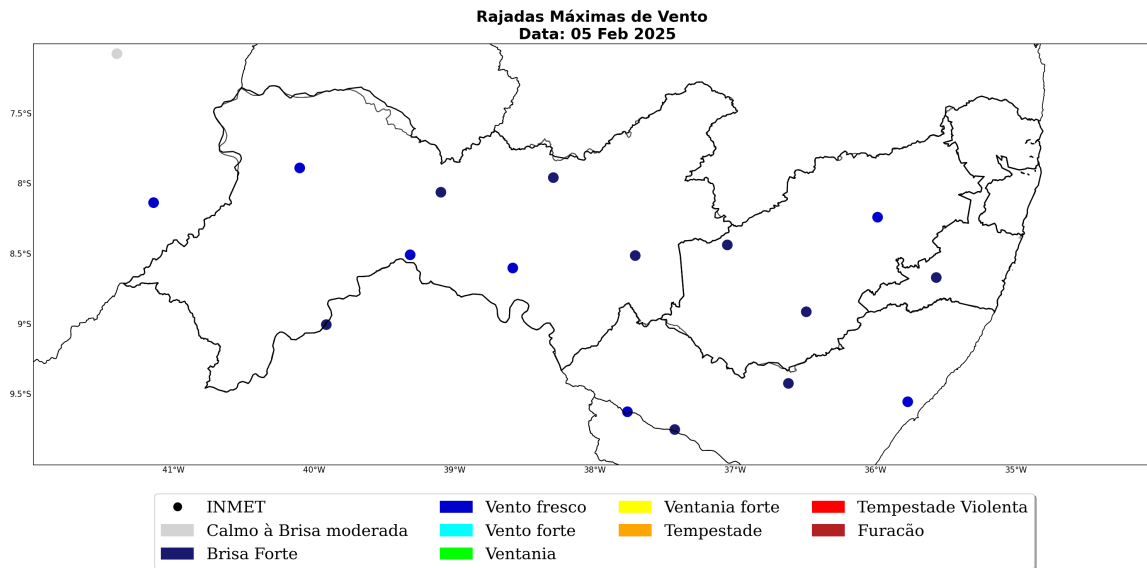 Rajadas Máximas de Vento
Data: 05 Feb 2025
7.5°S
8°S
8.5°S
9°S
9.5°S
41°W 40°W 39°W 38°W 37°W 36°W 35°W
INMET Vento fresco Ventania forte Tempestade Violenta
Calmo à Brisa moderada Vento forte Tempestade Furacão
Brisa Forte Ventania